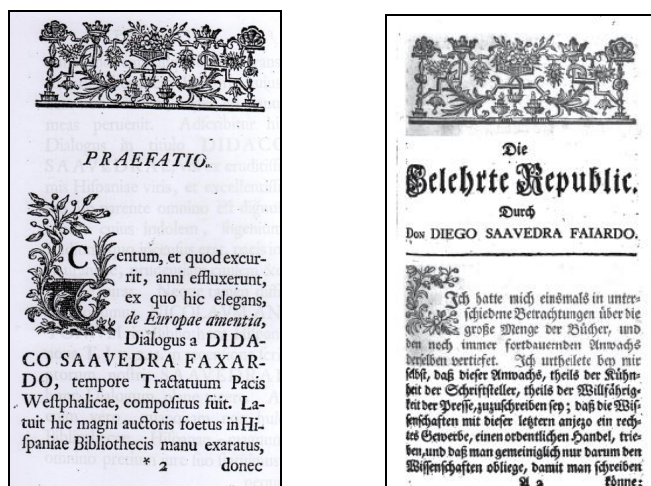 PRAEFATIO.
Centum, et quod excur-
rit, anni effluxerunt,
ex quo hic elegans,
de Europae amentia,
Dialogus a DIDA-
CO SAAVEDRA FAXAR-
DO, tempore Tractatuum Pacis
Westphalicae, compositus fuit. La-
tuit hic magni auctoris foetus in Hi-
spaniae Bibliothecis manu exaratus,
* 2 donec
Die
Gelehrte Republic.
Durch
DON DIEGO SAAVEDRA FAIARDO.
Ich hatte mich einsmals in unter-
schiedene Betrachtungen über die
große Menge der Bücher, und
den noch immer fortdauernden Anwachs
derselben vertiefet. Ich urtheilete bey mir
selbst, daß dieser Anwachs, theils der Kühn-
heit der Schriftsteller, theils der Willfährig-
keit der Presse, zuzuschreiben sey; daß die Wis-
senschaften mit dieser letztern anjezo ein rech-
tes Gewerbe, einen ordentlichen Handel, trie-
ben, und daß man gemeiniglich nur darum den
Wissenschaften obliege, damit man schreiben
A 2 könne: